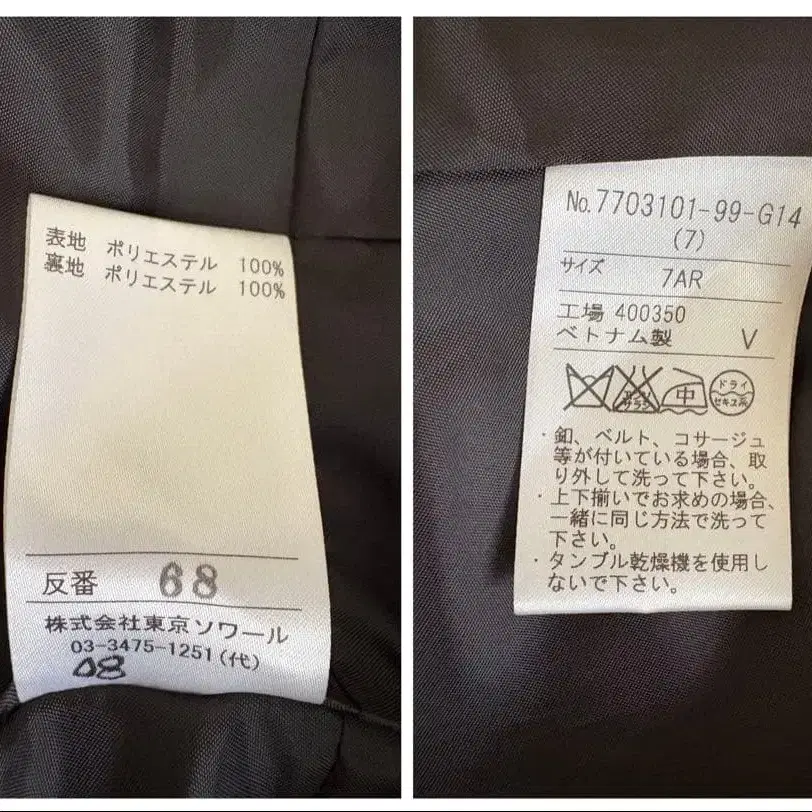 表地 ポリエステル 100%
裏地 ポリエステル 100%
反番 68
株式会社東京ソワール
03-3475-1251(代)
08
No.7703101-99-G14
(7)
サイズ 7AR
工場 400350
ベトナム製 V
エンソサラシ 中 ドライ
セキユ系
・釦、ベルト、コサージュ
等が付いている場合、取
り外して洗って下さい。
・上下揃いでお求めの場合、
一緒に同じ方法で洗って
下さい。
・タンブル乾燥機を使用し
ないで下さい。